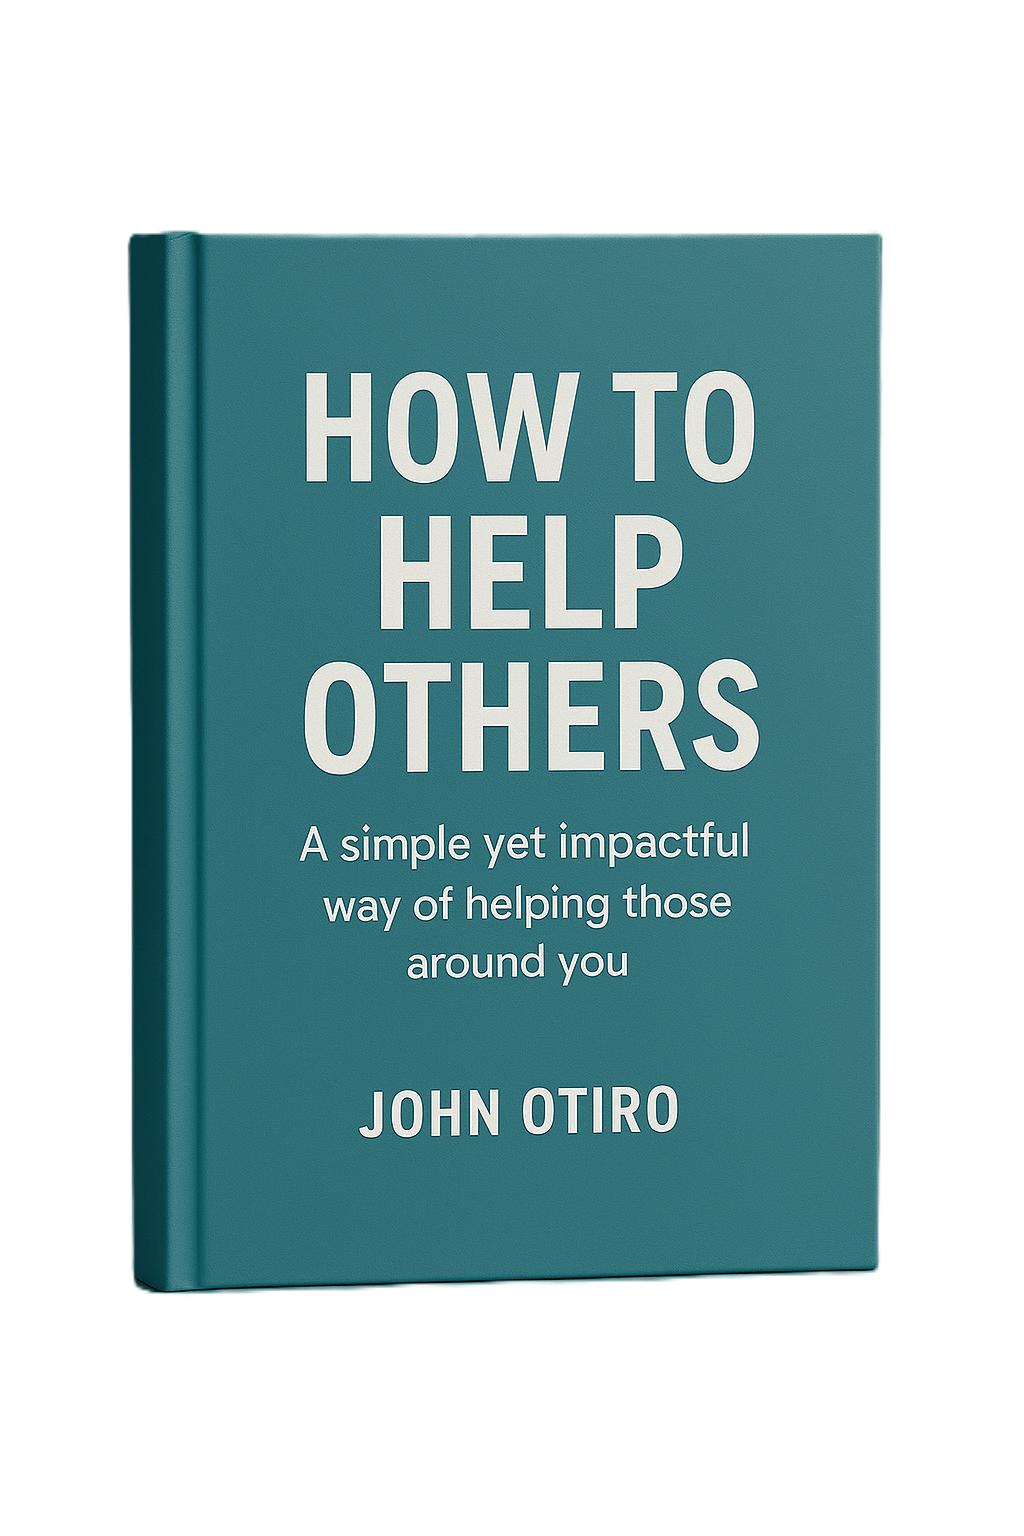 HOW TO
HELP
OTHERS
A simple yet impactful
way of helping those
around you
JOHN OTIRO